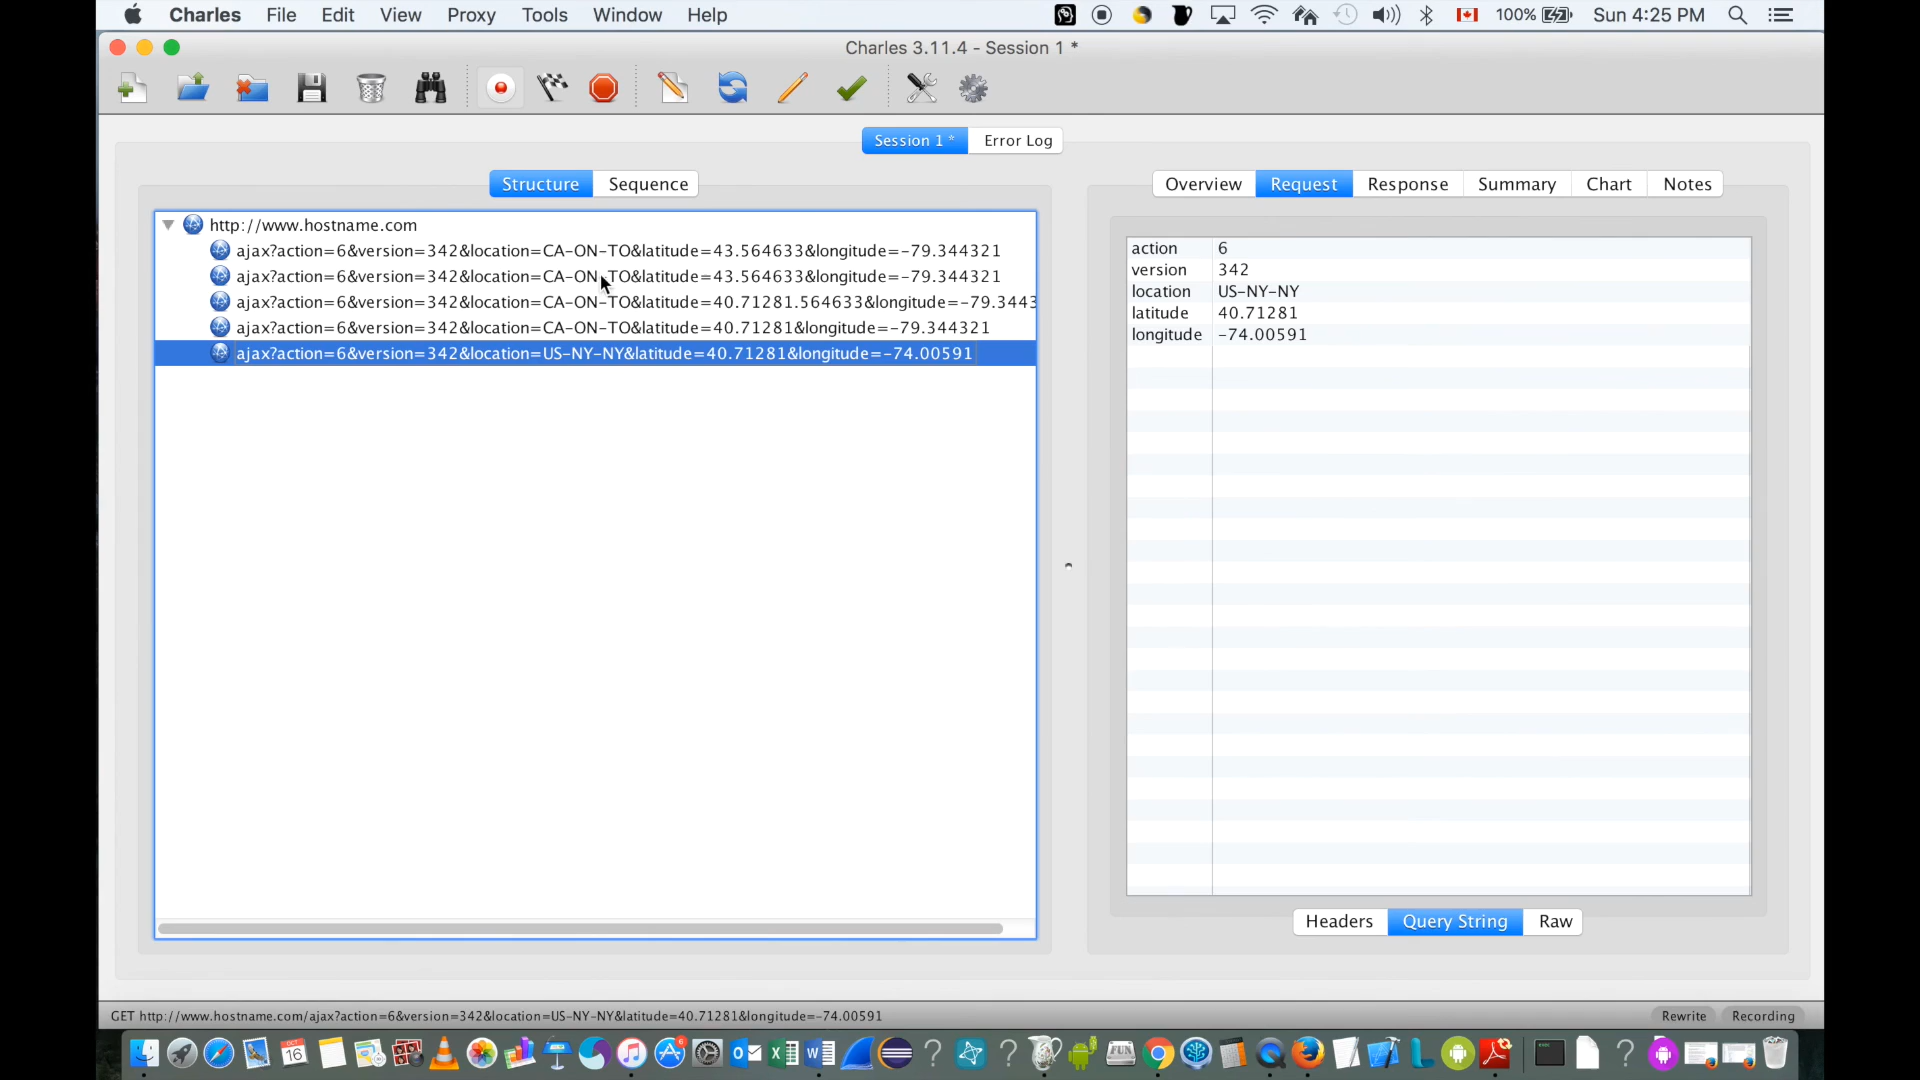 Charles File Edit View Proxy Tools Window Help 100% Sun 4:25 PM
Charles 3.11.4 - Session 1 *
Session 1 * Error Log
Structure Sequence
Overview Request Response Summary Chart Notes
http://www.hostname.com
ajax?action=6&version=342&location=CA-ON-TO&latitude=43.564633&longitude=-79.344321
ajax?action=6&version=342&location=CA-ON-TO&latitude=43.564633&longitude=-79.344321
ajax?action=6&version=342&location=CA-ON-TO&latitude=40.71281.564633&longitude=-79.3443
ajax?action=6&version=342&location=CA-ON-TO&latitude=40.71281&longitude=-79.344321
ajax?action=6&version=342&location=US-NY-NY&latitude=40.71281&longitude=-74.00591
action 6
version 342
location US-NY-NY
latitude 40.71281
longitude -74.00591
Headers Query String Raw
GET http://www.hostname.com/ajax?action=6&version=342&location=US-NY-NY&latitude=40.71281&longitude=-74.00591
Rewrite Recording
OCT
16
6
FUN